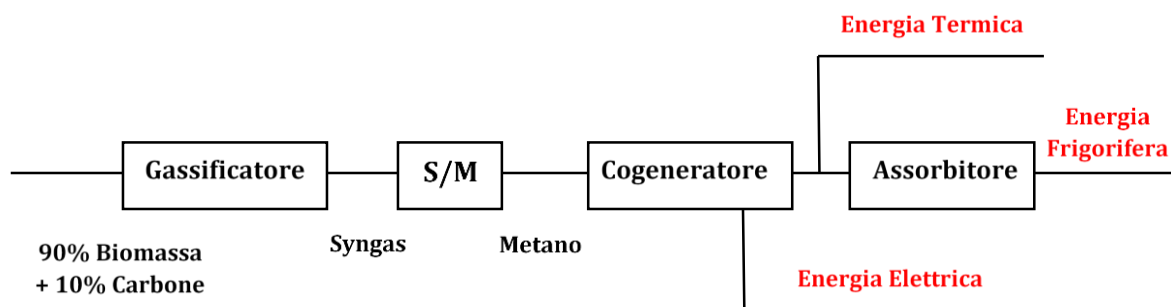 Energia Termica
Energia
Frigorifera
Gassificatore
S/M
Cogeneratore
Assorbitore
Syngas
Metano
90% Biomassa
+ 10% Carbone
Energia Elettrica